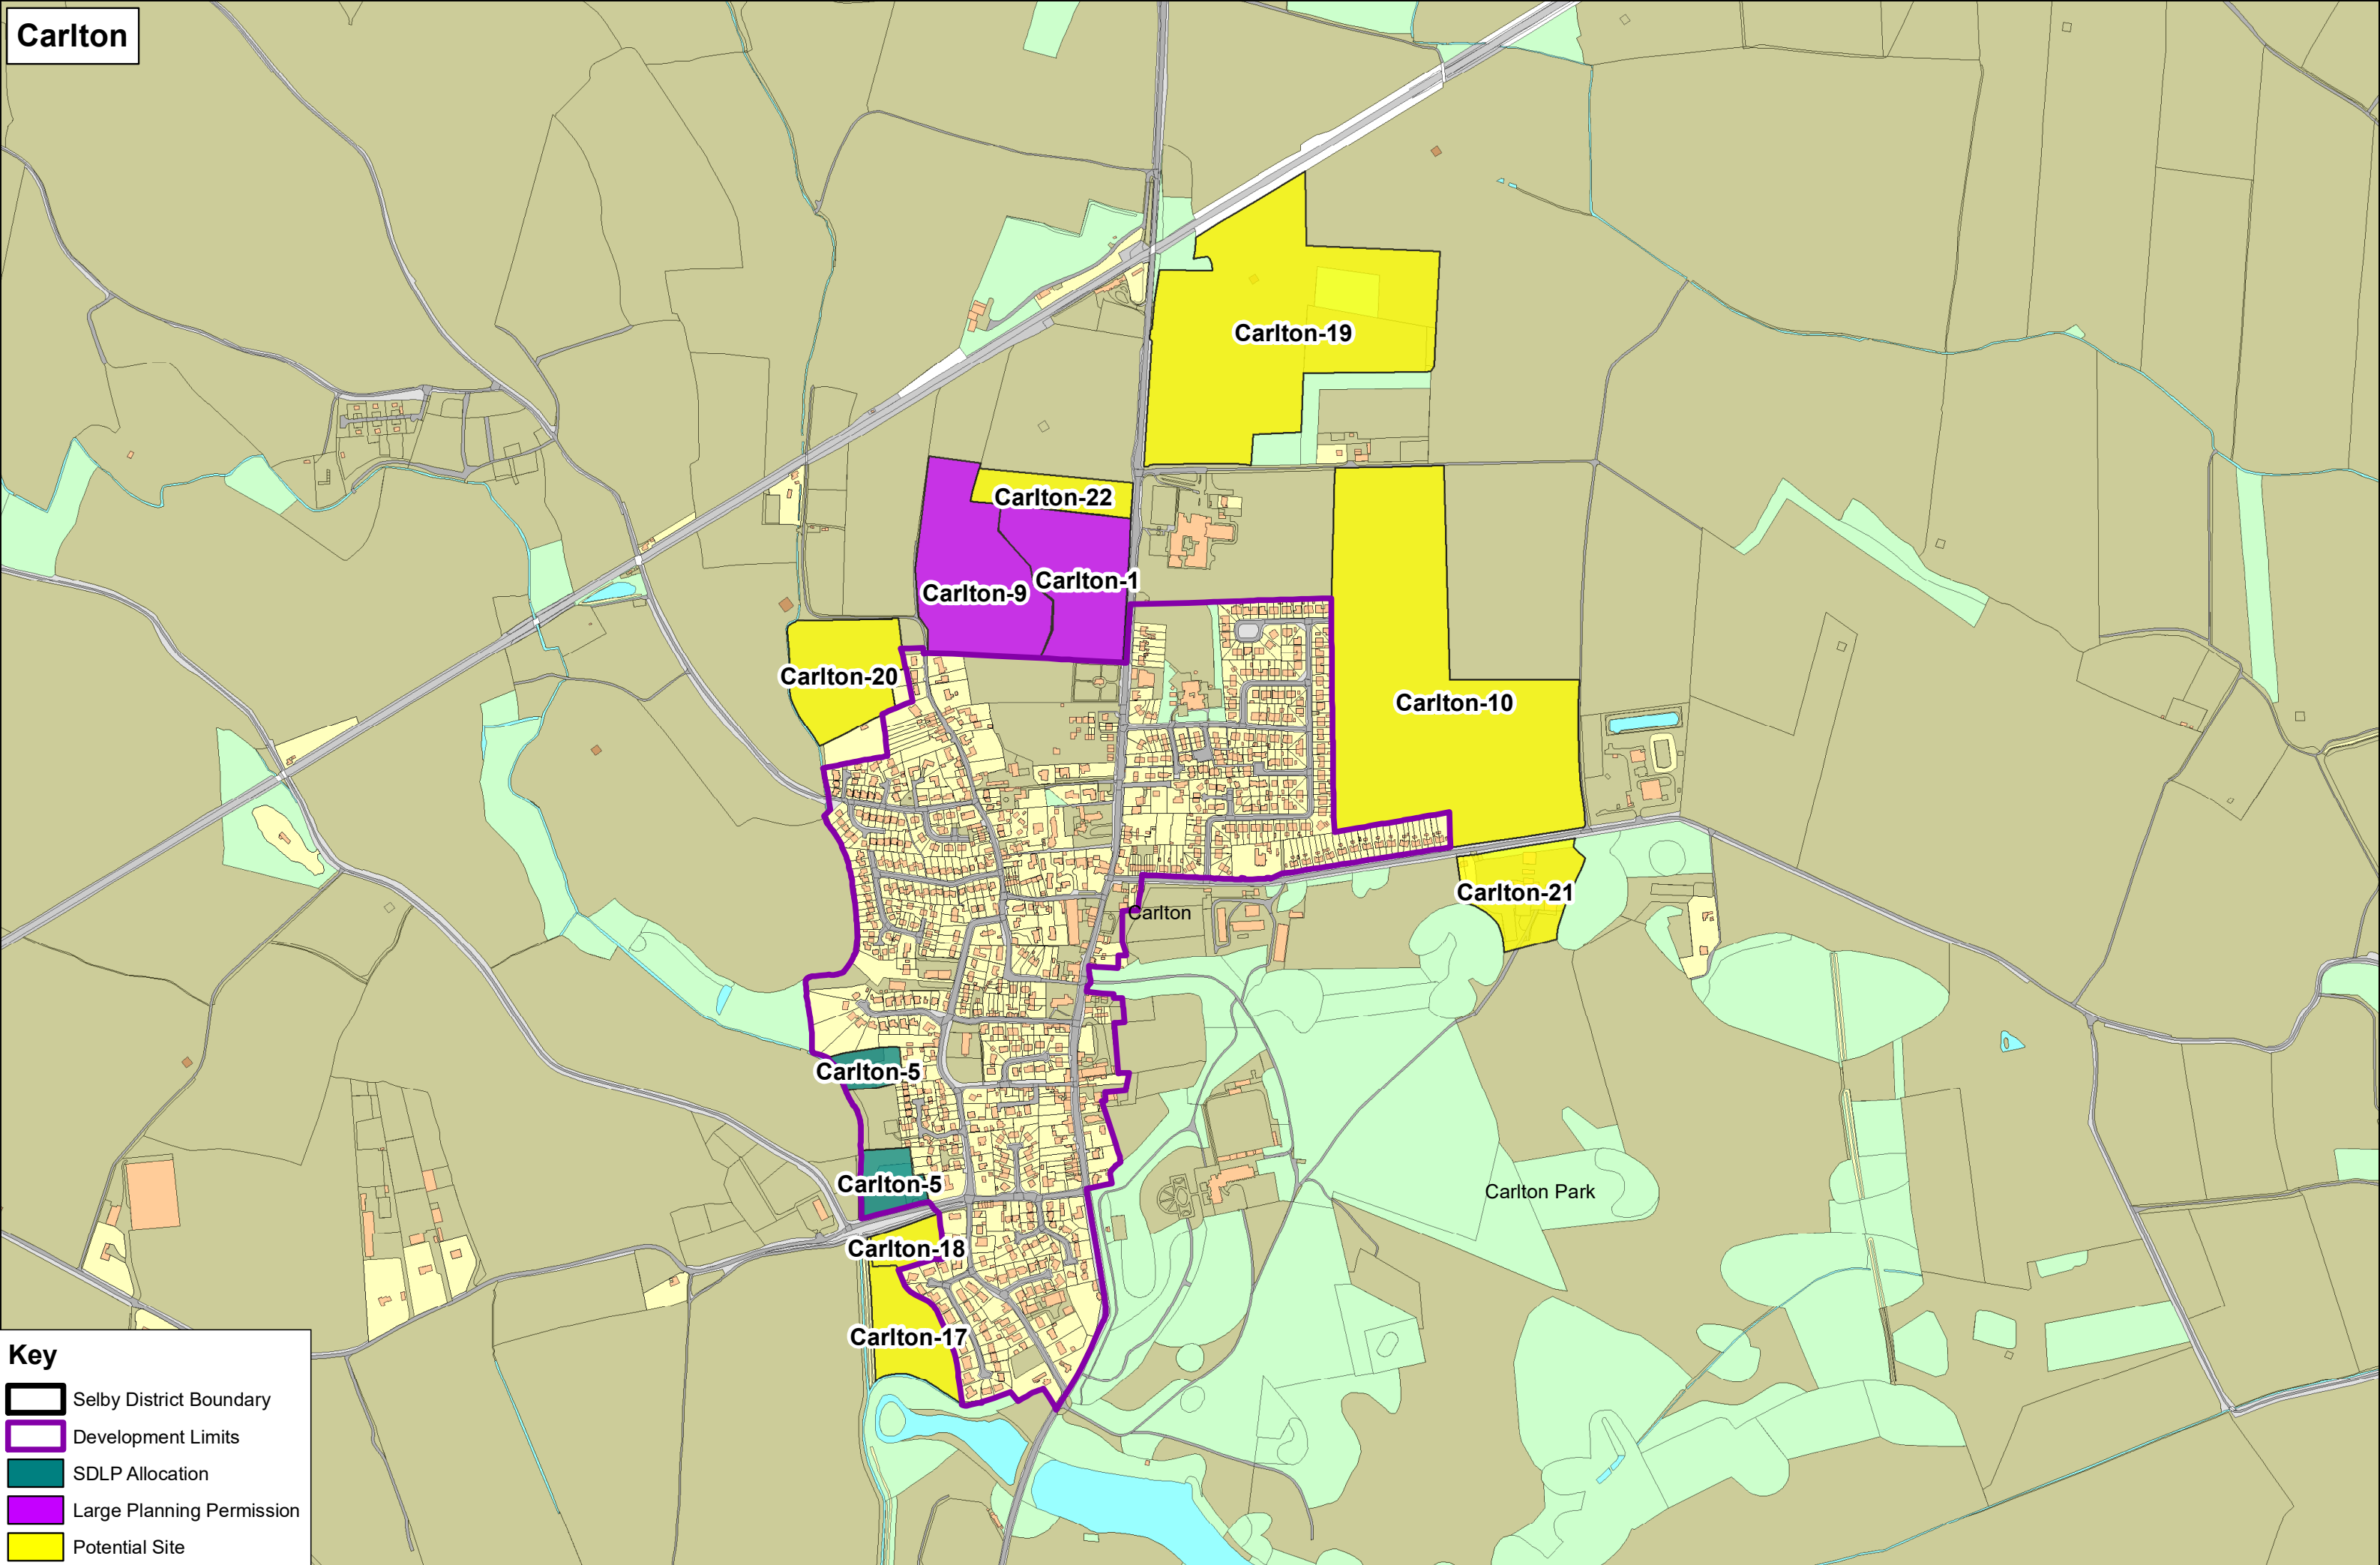 Carlton
Carlton-19
Carlton-22
Carlton-1
Carlton-9
Carlton-20
Carlton-10
Carlton-21
Carlton
Carlton-5
Carlton-5
Carlton Park
Carlton-18
Carlton-17
Key
Selby District Boundary
Development Limits
SDLP Allocation
Large Planning Permission
Potential Site